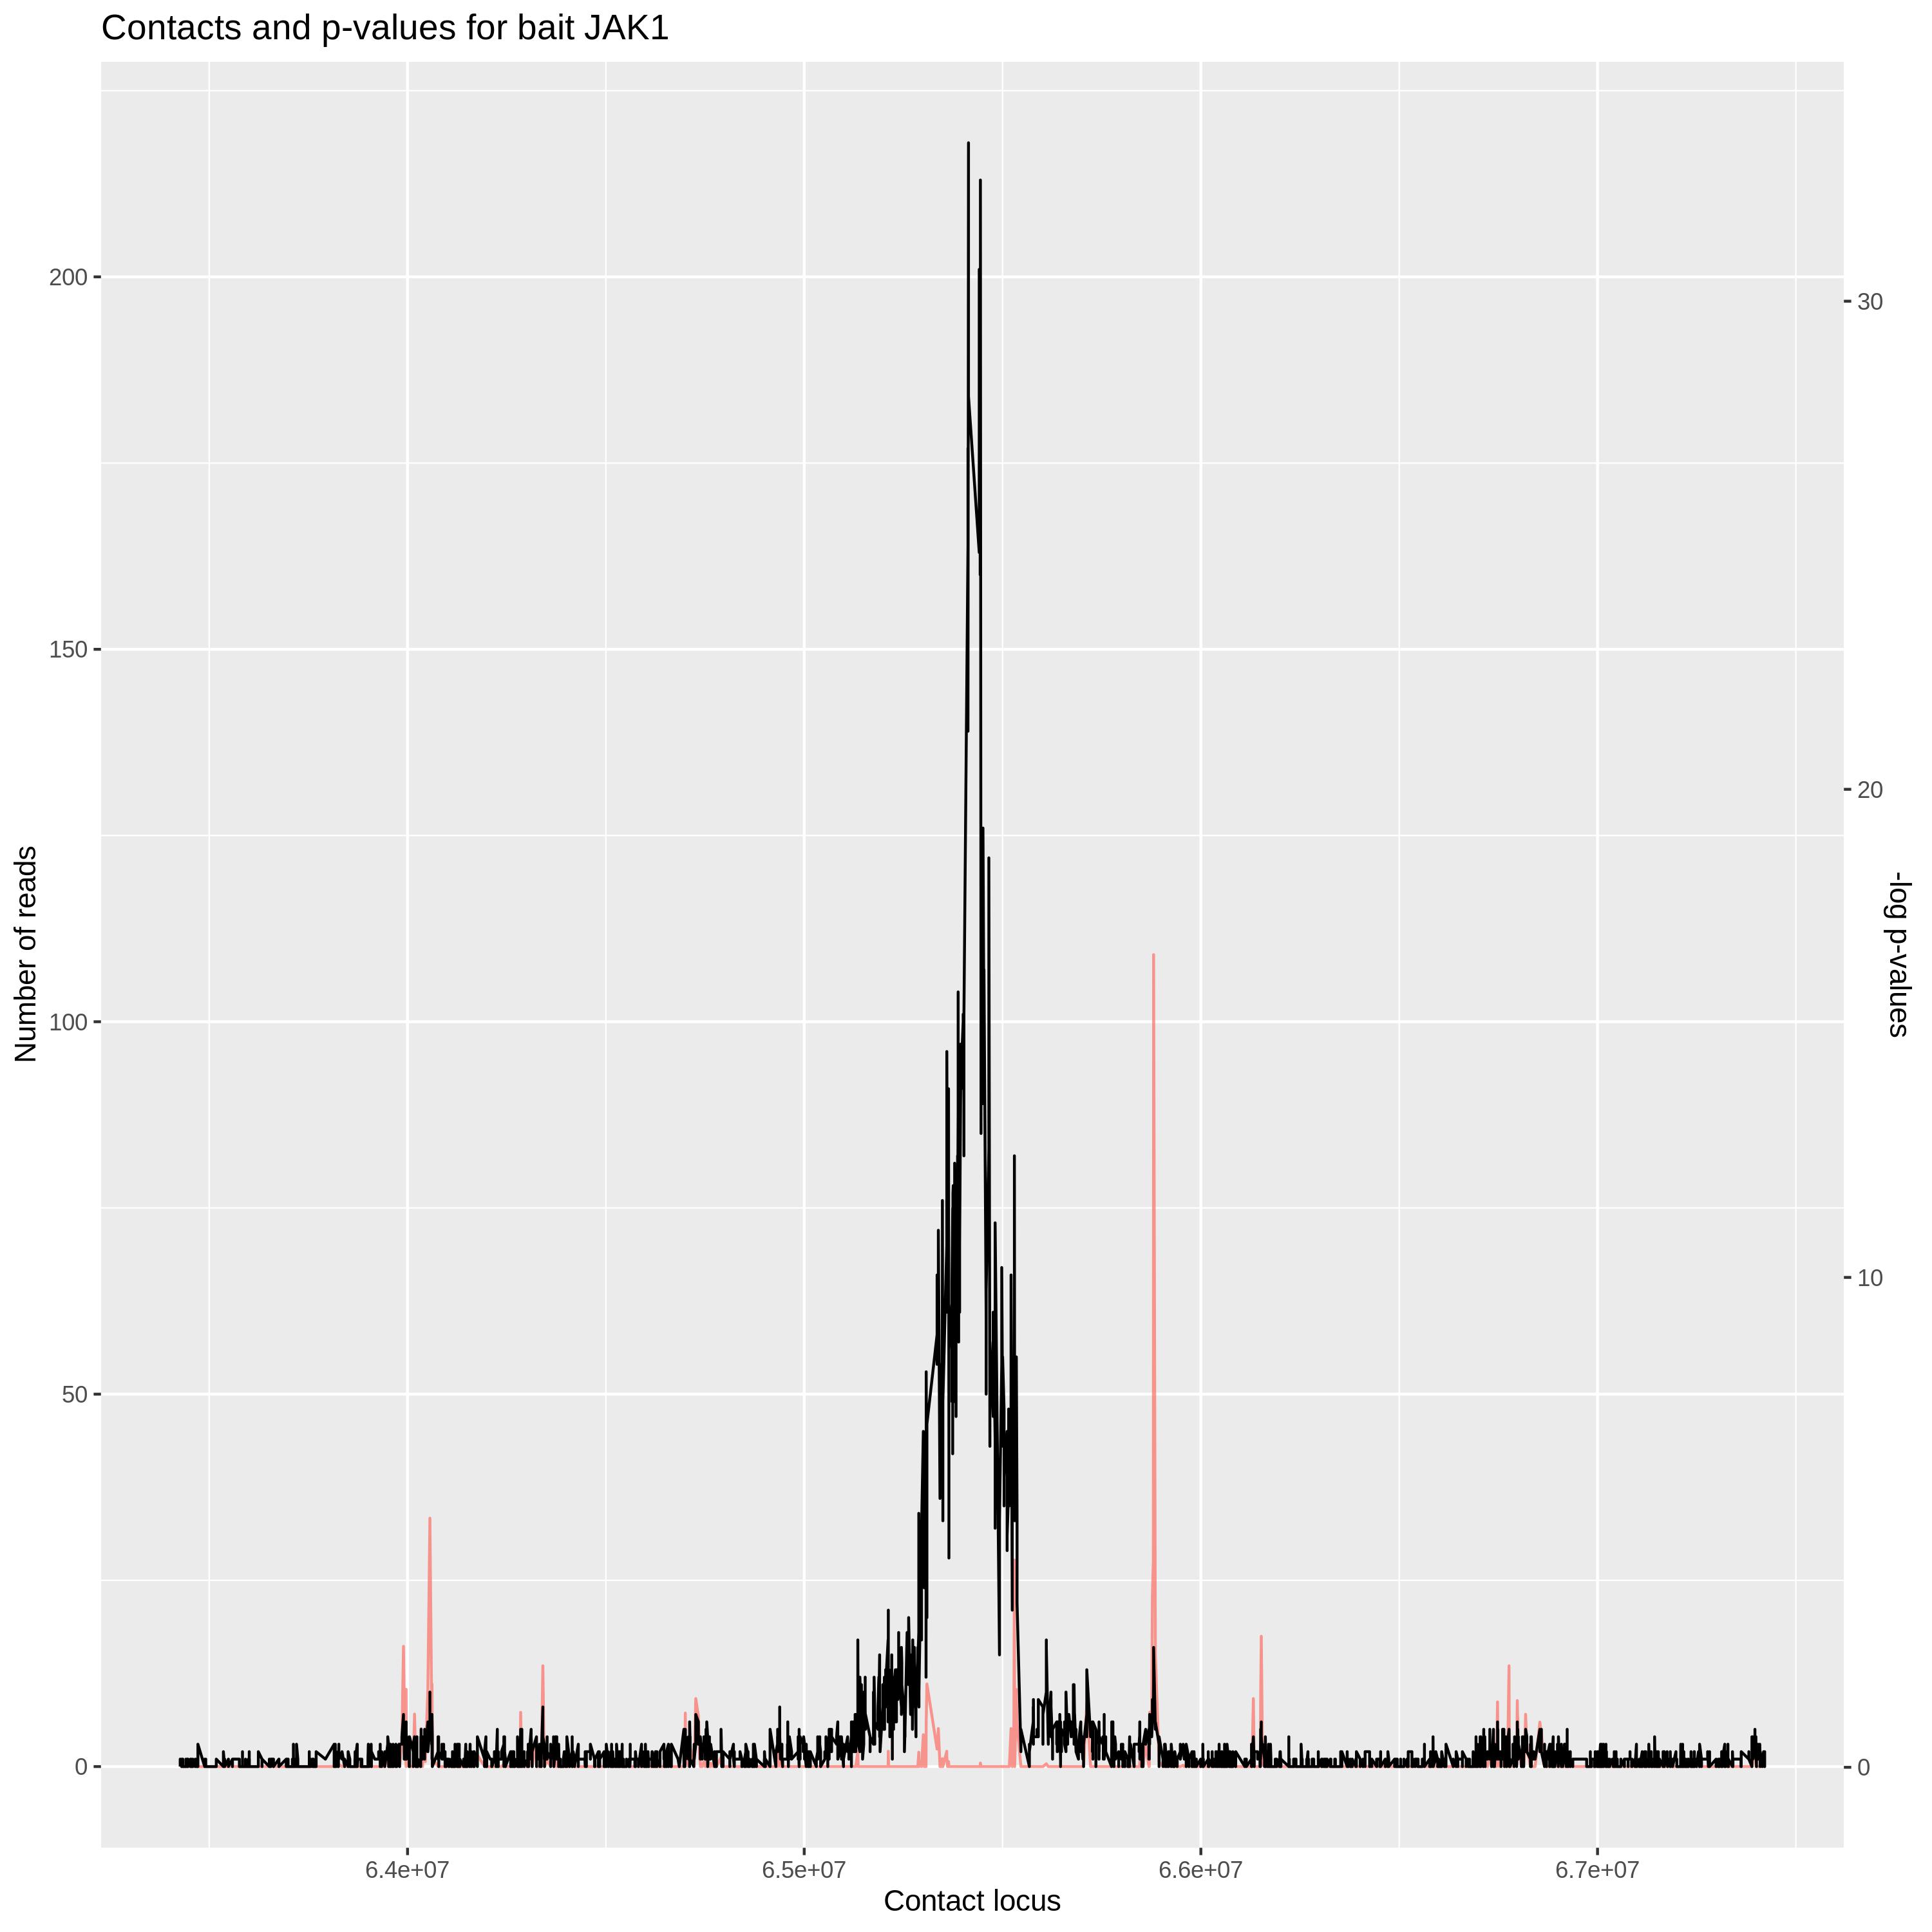 Contacts and p-values for bait JAK1
Number of reads
200
150
100
50
0
30
20
10
0
-log p-values
6.4e+07
6.5e+07
6.6e+07
6.7e+07
Contact locus